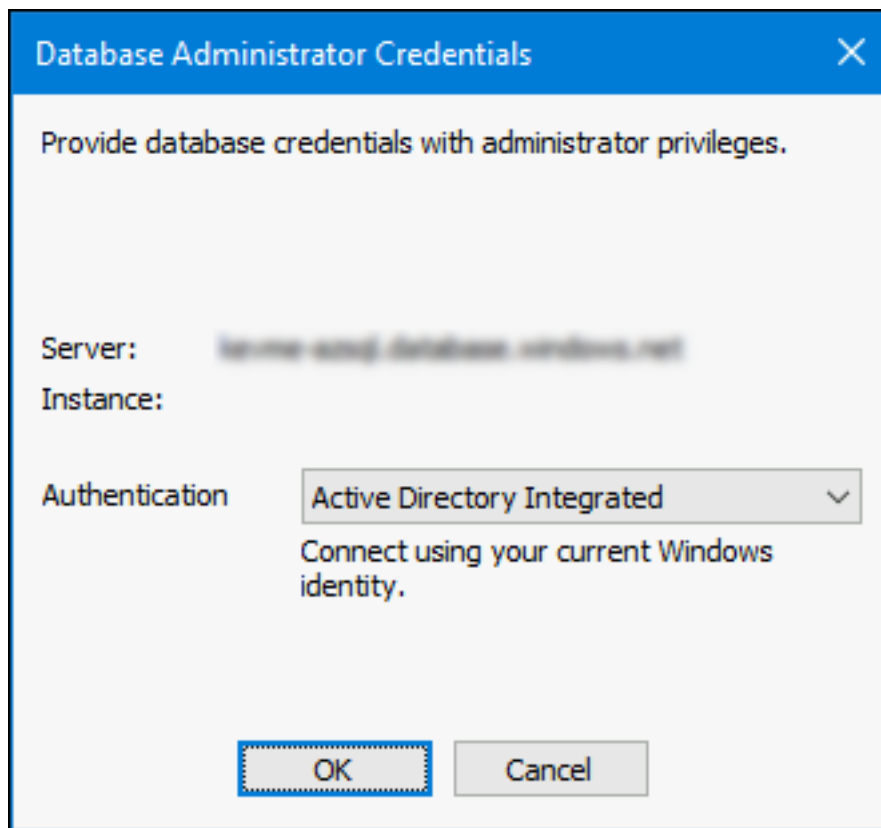 Database Administrator Credentials
Provide database credentials with administrator privileges.
Server:
Instance:
Authentication
Active Directory Integrated
Connect using your current Windows
identity.
OK
Cancel